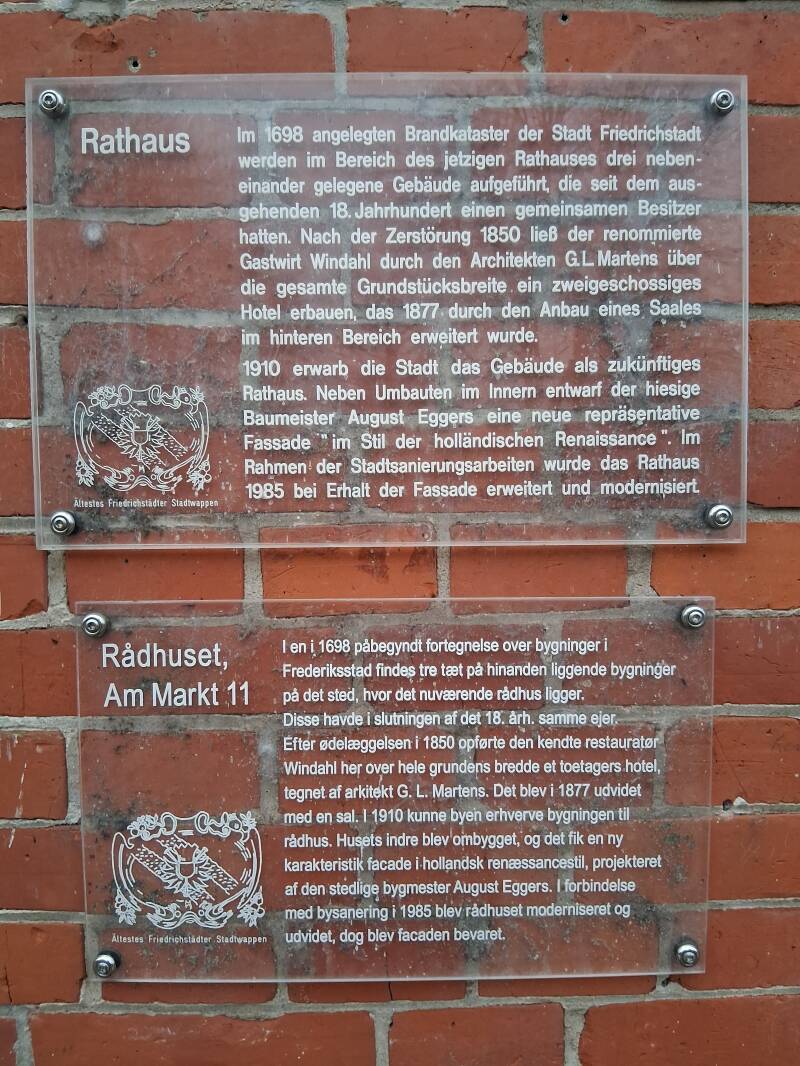 Rathaus
Im 1698 angelegten Brandkataster der Stadt Friedrichstadt
werden im Bereich des jetzigen Rathauses drei neben-
einander gelegene Gebäude aufgeführt, die seit dem aus-
gehenden 18. Jahrhundert einen gemeinsamen Besitzer
hatten. Nach der Zerstörung 1850 ließ der renommierte
Gastwirt Windahl durch den Architekten G.L. Martens über
die gesamte Grundstücksbreite ein zweigeschossiges
Hotel erbauen, das 1877 durch den Anbau eines Saales
im hinteren Bereich erweitert wurde.
1910 erwarb die Stadt das Gebäude als zukünftiges
Rathaus. Neben Umbauten im Innern entwarf der hiesige
Baumeister August Eggers eine neue repräsentative
Fassade "im Stil der holländischen Renaissance". Im
Rahmen der Stadtsanierungsarbeiten wurde das Rathaus
1985 bei Erhalt der Fassade erweitert und modernisiert.
Ältestes Friedrichstädter Stadtwappen
Rådhuset,
Am Markt 11
I en i 1698 påbegyndt fortegnelse over bygninger i
Frederiksstad findes tre tæt på hinanden liggende bygninger
på det sted, hvor det nuværende rådhus ligger.
Disse havde i slutningen af det 18. årh. samme ejer.
Efter ødelæggelsen i 1850 opførte den kendte restauratør
Windahl her over hele grundens bredde et toetagers hotel,
tegnet af arkitekt G. L. Martens. Det blev i 1877 udvidet
med en sal. I 1910 kunne byen erhverve bygningen til
rådhus. Husets indre blev ombygget, og det fik en ny
karakteristik facade i hollandsk renæssancestil, projekteret
af den stedlige bygmester August Eggers. I forbindelse
med bysanering i 1985 blev rådhuset moderniseret og
udvidet, dog blev facaden bevaret.
Ältestes Friedrichstädter Stadtwappen